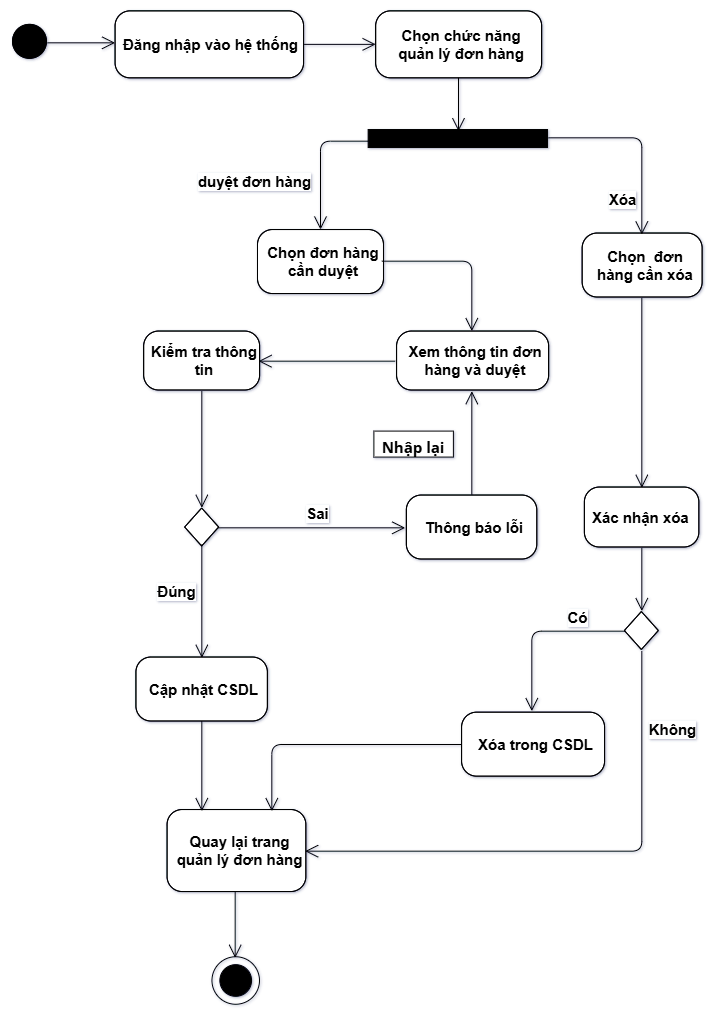 Đăng nhập vào hệ thống
Chọn chức năng
quản lý đơn hàng
duyệt đơn hàng
Xóa
Chọn đơn hàng
cần duyệt
Chọn đơn
hàng cần xóa
Kiểm tra thông
tin
Xem thông tin đơn
hàng và duyệt
Nhập lại
Sai
Thông báo lỗi
Xác nhận xóa
Đúng
Có
Cập nhật CSDL
Không
Xóa trong CSDL
Quay lại trang
quản lý đơn hàng